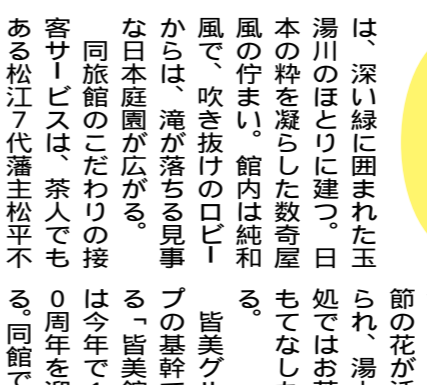 は、深い緑に囲まれた玉
湯川のほとりに建つ。日
本の粋を凝らした数奇屋
風の佇まい。館内は純和
風で、吹き抜けのロビー
からは、滝が落ちる見事
な日本庭園が広がる。
同旅館のこだわりの接
客サービスは、茶人でも
ある松江7代藩主松平不
節の花が
られ、湯
処ではお
もてなし
る。
皆美グ
プの基幹
る「皆美
は今年で
0周年を
る。同館で